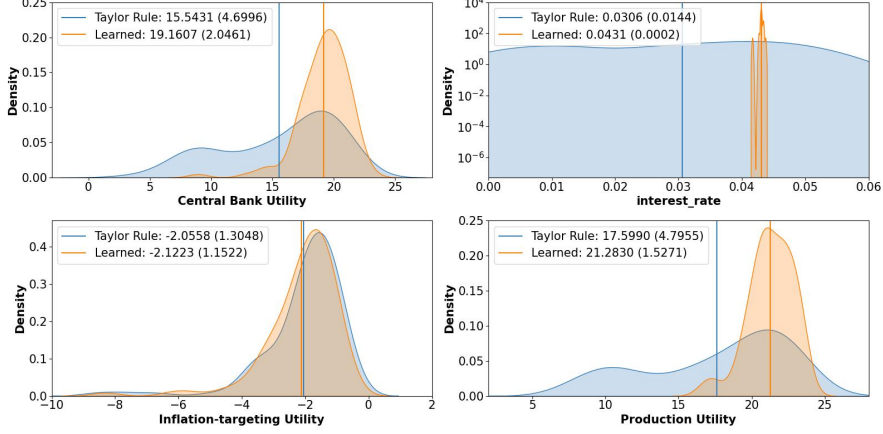 Taylor Rule: 15.5431 (4.6996)
Learned: 19.1607 (2.0461)
0.25
0.20
0.15
0.10
0.05
0.00
Density
0 5 10 15 20 25
Central Bank Utility
Taylor Rule: 0.0306 (0.0144)
Learned: 0.0431 (0.0002)
10^4
10^2
10^0
10^−2
10^−4
10^−6
Density
0.00 0.01 0.02 0.03 0.04 0.05 0.06
interest_rate
Taylor Rule: -2.0558 (1.3048)
Learned: -2.1223 (1.1522)
0.4
0.3
0.2
0.1
0.0
Density
−10 −8 −6 −4 −2 0 2
Inflation-targeting Utility
Taylor Rule: 17.5990 (4.7955)
Learned: 21.2830 (1.5271)
0.25
0.20
0.15
0.10
0.05
0.00
Density
5 10 15 20 25
Production Utility